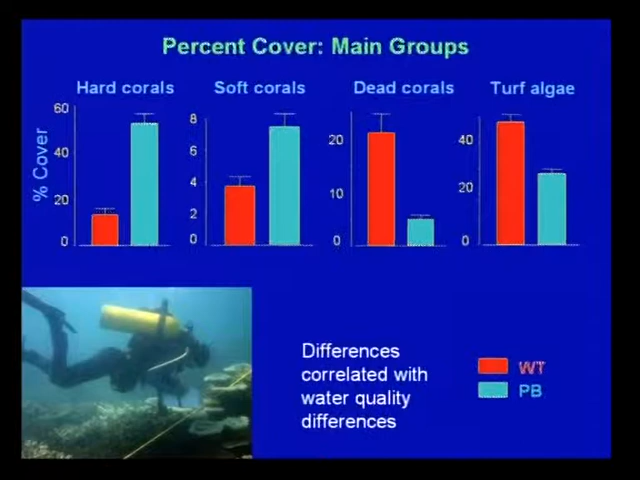 Percent Cover: Main Groups
Hard corals Soft corals Dead corals Turf algae
% Cover
60
40
20
0
8
6
4
2
0
20
10
0
40
20
0
Differences
correlated with
water quality
differences
WT
PB